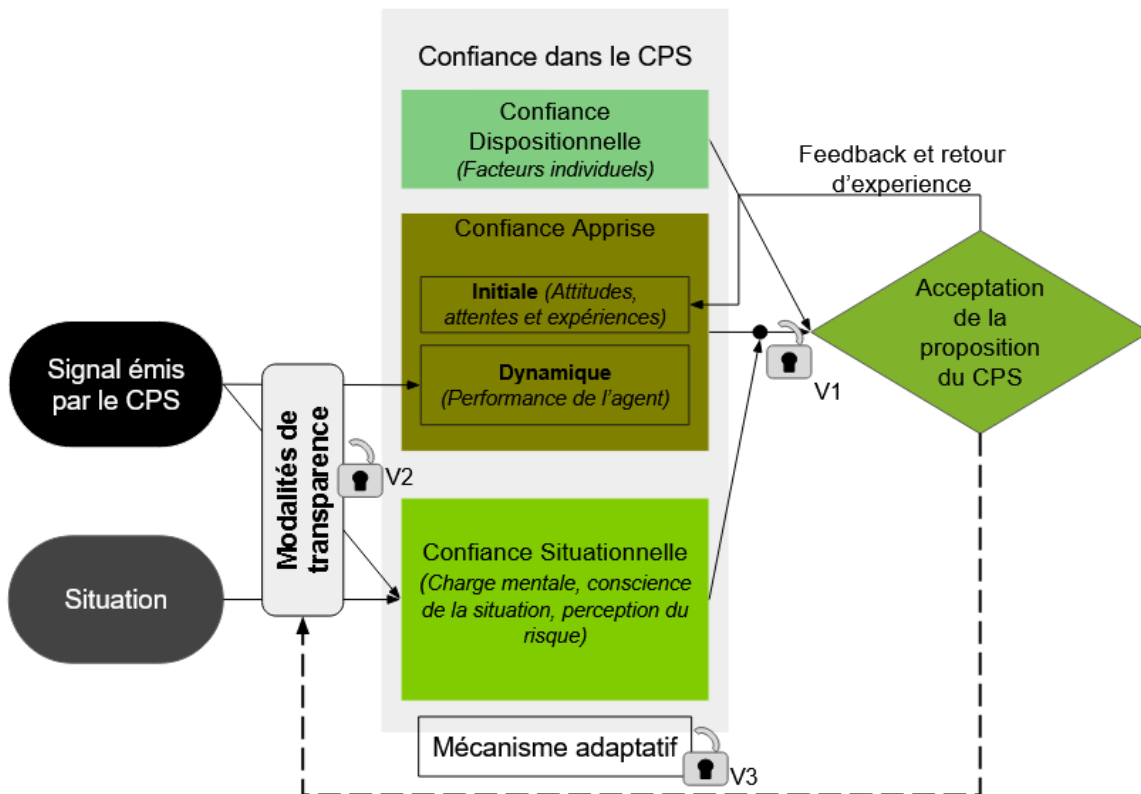 Confiance dans le CPS
Confiance
Dispositionnelle
(Facteurs individuels)
Feedback et retour
d’experience
Confiance Apprise
Initiale (Attitudes,
attentes et expériences)
Dynamique
(Performance de l’agent)
Signal émis
par le CPS
Modalités de
transparence
V2
V1
Acceptation
de la
proposition
du CPS
Situation
Confiance Situationnelle
(Charge mentale, conscience
de la situation, perception du
risque)
Mécanisme adaptatif
V3